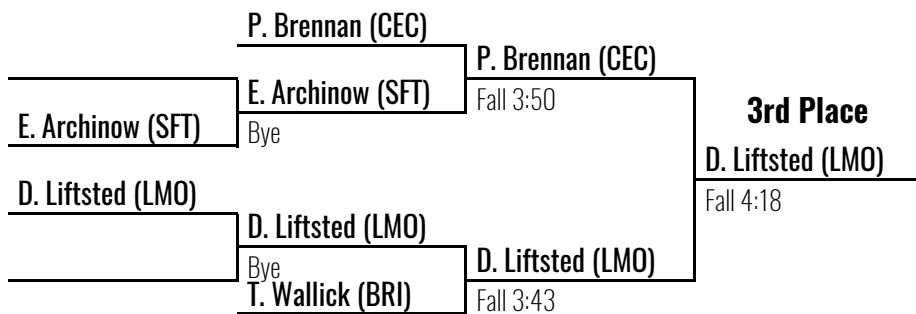 P. Brennan (CEC)
P. Brennan (CEC)
E. Archinow (SFT)
Fall 3:50
3rd Place
E. Archinow (SFT)
Bye
D. Liftsted (LMO)
D. Liftsted (LMO)
Fall 4:18
D. Liftsted (LMO)
Bye
D. Liftsted (LMO)
T. Wallick (BRI)
Fall 3:43